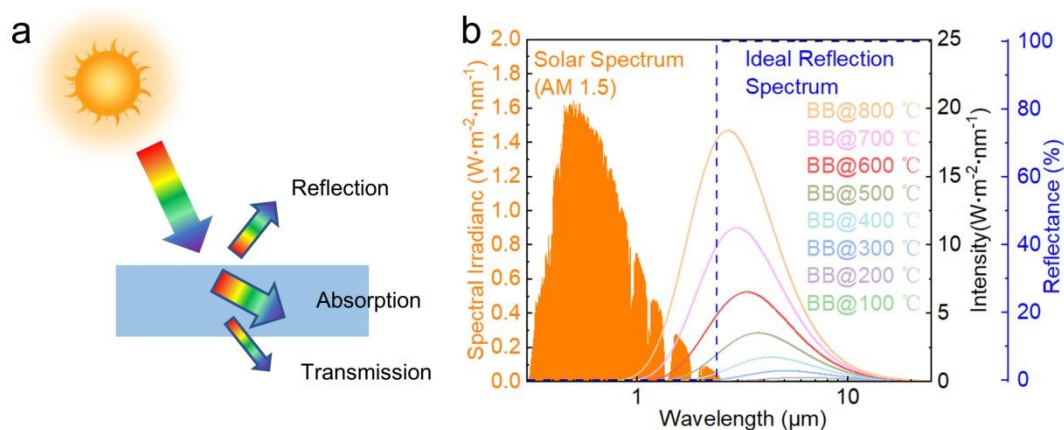 a
Reflection
Absorption
Transmission
b
Spectral Irradianc (W·m-2·nm-1)
2.0
1.8
1.6
1.4
1.2
1.0
0.8
0.6
0.4
0.2
0.0
Solar Spectrum
(AM 1.5)
Ideal Reflection
Spectrum
BB@800 ℃
BB@700 ℃
BB@600 ℃
BB@500 ℃
BB@400 ℃
BB@300 ℃
BB@200 ℃
BB@100 ℃
25
20
15
10
5
0
Intensity(W·m-2·nm-1)
100
80
60
40
20
0
Reflectance (%)
1
10
Wavelength (μm)